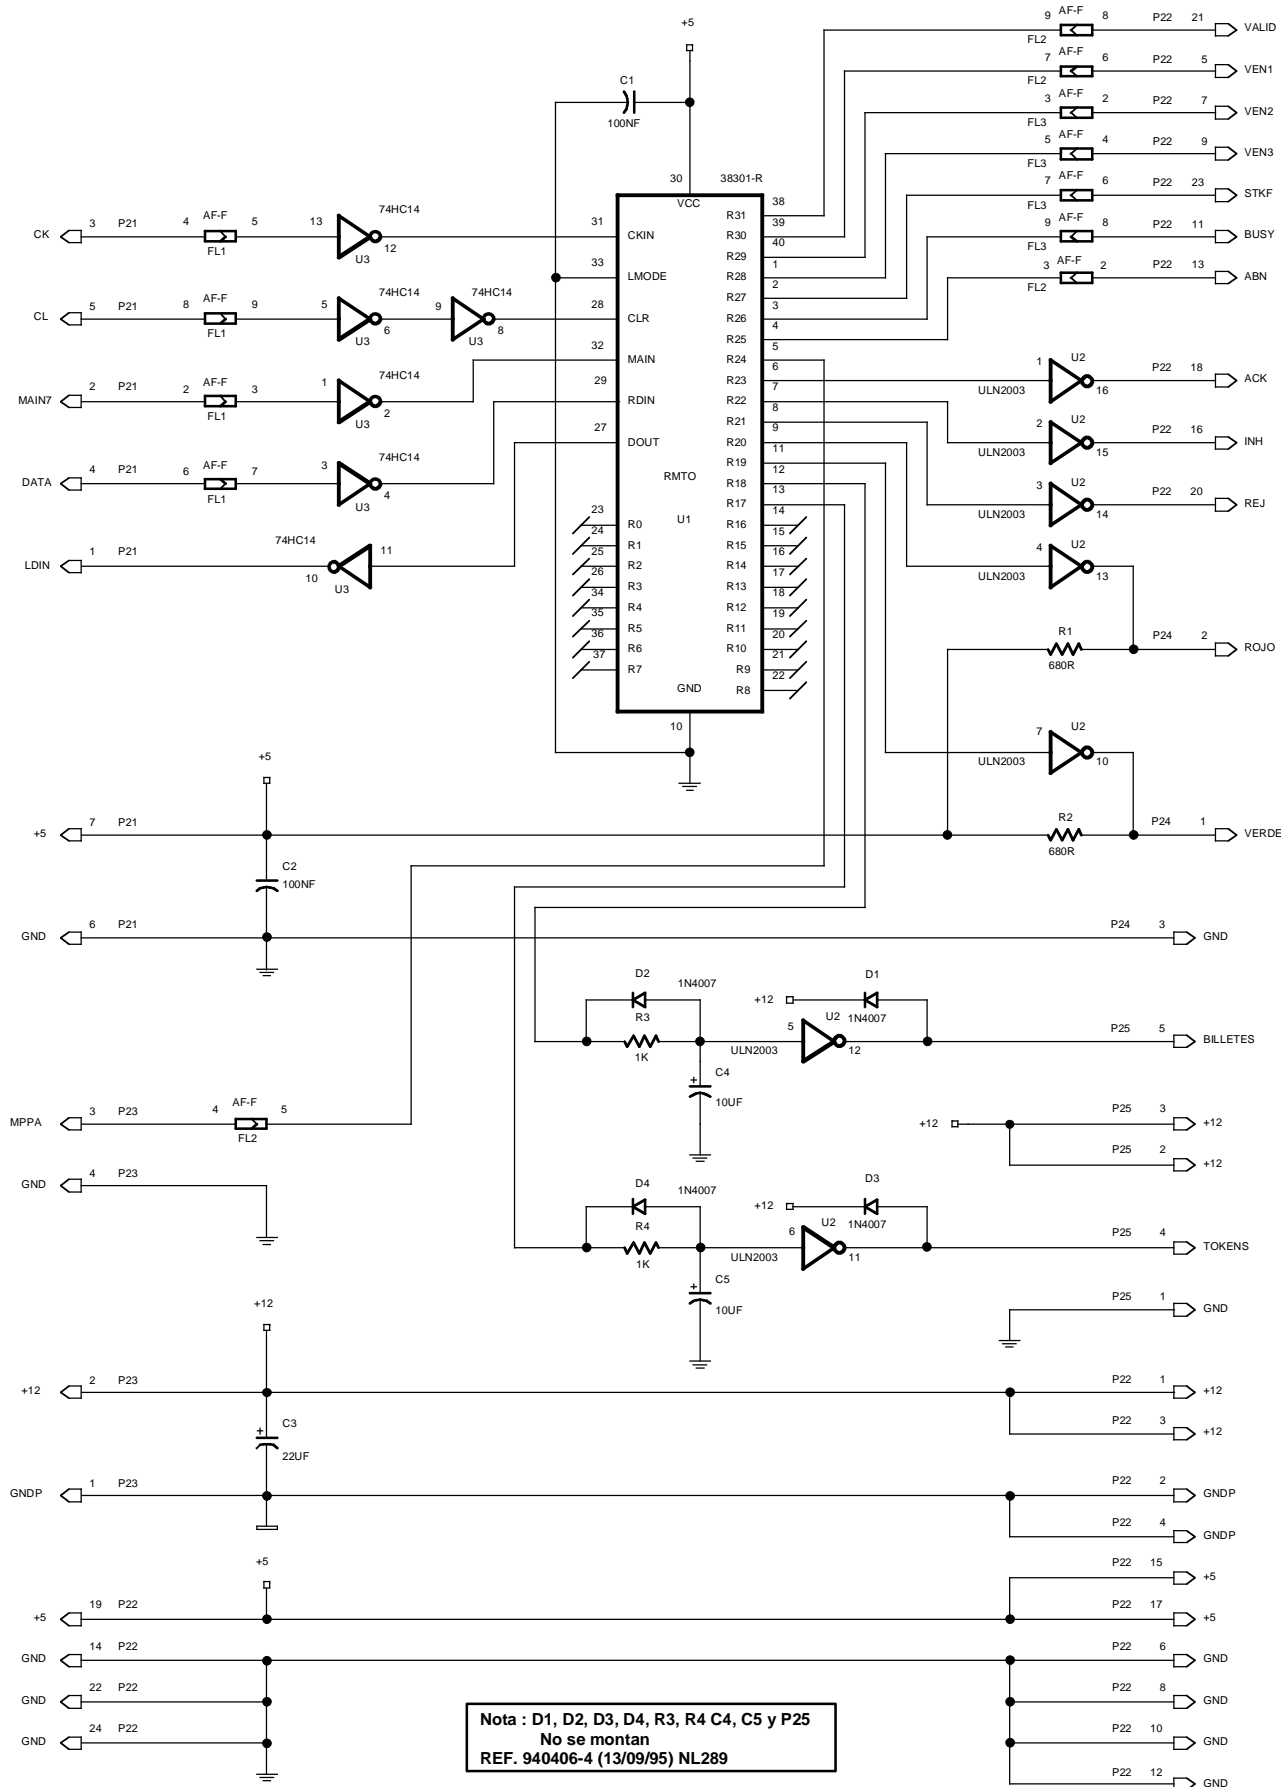 +5
9 AF-F 8 P22 21 VALID
FL2
7 AF-F 6 P22 5 VEN1
FL2
3 AF-F 2 P22 7 VEN2
FL3
5 AF-F 4 P22 9 VEN3
FL3
7 AF-F 6 P22 23 STKF
FL3
9 AF-F 8 P22 11 BUSY
FL3
3 AF-F 2 P22 13 ABN
FL2
C1
100NF
30 38301-R
VCC
CK 3 P21 4 AF-F 5 13 74HC14 12 31 CKIN
FL1 U3
33 LMODE
CL 5 P21 8 AF-F 9 5 74HC14 6 9 74HC14 8 28 CLR
FL1 U3 U3
32 MAIN
MAIN7 2 P21 2 AF-F 3 1 74HC14 2 29 RDIN
FL1 U3
27 DOUT
DATA 4 P21 6 AF-F 7 3 74HC14 4
FL1 U3
LDIN 1 P21 10 74HC14 11
U3
RMTO
U1
23 R0
24 R1
25 R2
26 R3
34 R4
35 R5
36 R6
37 R7
R31 38
R30 39
R29 40
R28 1
R27 2
R26 3
R25 4
R24 5
R23 6
R22 7
R21 8
R20 9
R19 11
R18 12
R17 13
R16 14
R15 15
R14 16
R13 17
R12 18
R11 19
R10 20
R9 21
R8 22
GND
10
1 U2 P22 18 ACK
ULN2003 16
2 U2 P22 16 INH
ULN2003 15
3 U2 P22 20 REJ
ULN2003 14
4 U2
ULN2003 13
R1 P24 2 ROJO
680R
7 U2
ULN2003 10
R2 P24 1 VERDE
680R
+5
+5 7 P21
C2
100NF
GND 6 P21 P24 3 GND
D2 1N4007 +12 D1
R3 5 U2 1N4007 P25 5 BILLETES
1K ULN2003 12
C4
+
10UF
MPPA 3 P23 4 AF-F 5
FL2
+12 P25 3 +12
P25 2 +12
GND 4 P23
D4 1N4007 +12 D3
R4 6 U2 1N4007 P25 4 TOKENS
1K ULN2003 11
C5
+
10UF
P25 1 GND
+12
+12 2 P23 P22 1 +12
C3
+
22UF
P22 3 +12
GNDP 1 P23 P22 2 GNDP
P22 4 GNDP
+5 P22 15 +5
+5 19 P22 P22 17 +5
GND 14 P22 P22 6 GND
GND 22 P22 P22 8 GND
GND 24 P22 P22 10 GND
P22 12 GND
Nota : D1, D2, D3, D4, R3, R4 C4, C5 y P25
No se montan
REF. 940406-4 (13/09/95) NL289